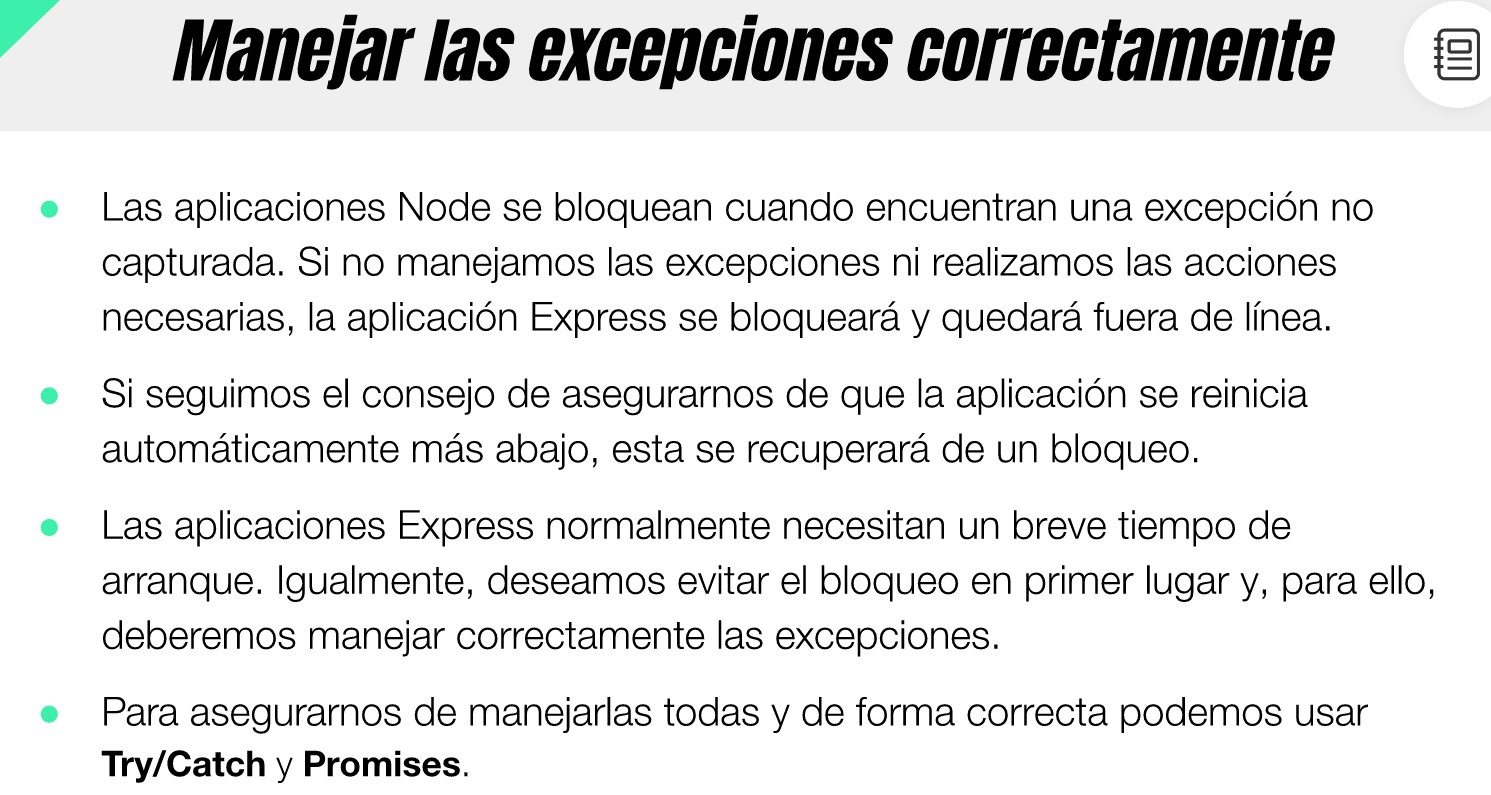 Manejar las excepciones correctamente
Las aplicaciones Node se bloquean cuando encuentran una excepción no
capturada. Si no manejamos las excepciones ni realizamos las acciones
necesarias, la aplicación Express se bloqueará y quedará fuera de línea.
Si seguimos el consejo de asegurarnos de que la aplicación se reinicia
automáticamente más abajo, esta se recuperará de un bloqueo.
Las aplicaciones Express normalmente necesitan un breve tiempo de
arranque. Igualmente, deseamos evitar el bloqueo en primer lugar y, para ello,
deberemos manejar correctamente las excepciones.
Para asegurarnos de manejarlas todas y de forma correcta podemos usar
Try/Catch y Promises.